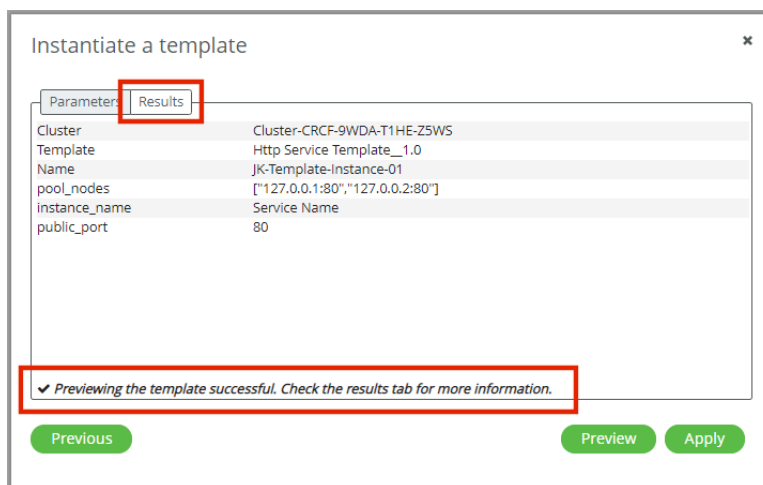 Instantiate a template
Parameters Results
Cluster Cluster-CRCF-9WDA-T1HE-Z5WS
Template Http Service Template__1.0
Name JK-Template-Instance-01
pool_nodes ["127.0.0.1:80","127.0.0.2:80"]
instance_name Service Name
public_port 80
✔ Previewing the template successful. Check the results tab for more information.
Previous Preview Apply